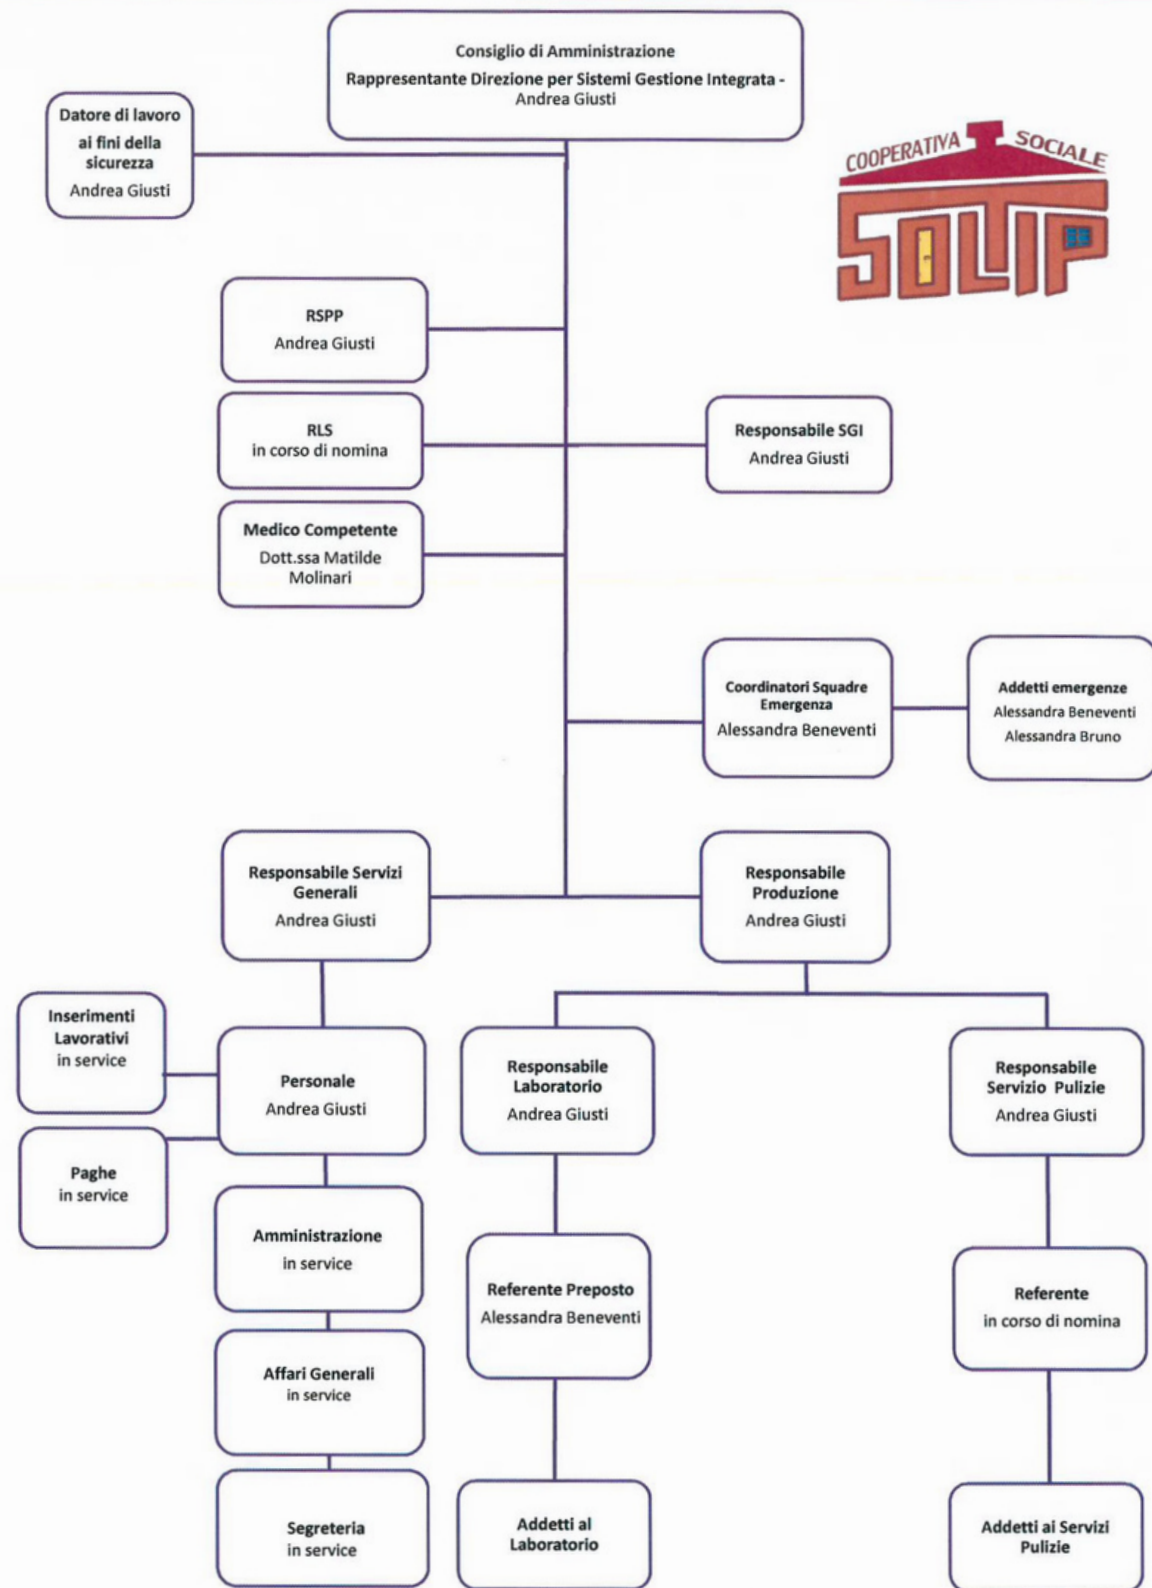 Consiglio di Amministrazione
Rappresentante Direzione per Sistemi Gestione Integrata -
Andrea Giusti
Datore di lavoro
ai fini della
sicurezza
Andrea Giusti
COOPERATIVA SOCIALE
SOLTIP
RSPP
Andrea Giusti
RLS
in corso di nomina
Responsabile SGI
Andrea Giusti
Medico Competente
Dott.ssa Matilde
Molinari
Coordinatori Squadre
Emergenza
Alessandra Beneventi
Addetti emergenze
Alessandra Beneventi
Alessandra Bruno
Responsabile Servizi
Generali
Andrea Giusti
Responsabile
Produzione
Andrea Giusti
Inserimenti
Lavorativi
in service
Personale
Andrea Giusti
Responsabile
Laboratorio
Andrea Giusti
Responsabile
Servizio Pulizie
Andrea Giusti
Paghe
in service
Amministrazione
in service
Referente Preposto
Alessandra Beneventi
Referente
in corso di nomina
Affari Generali
in service
Segreteria
in service
Addetti al
Laboratorio
Addetti ai Servizi
Pulizie